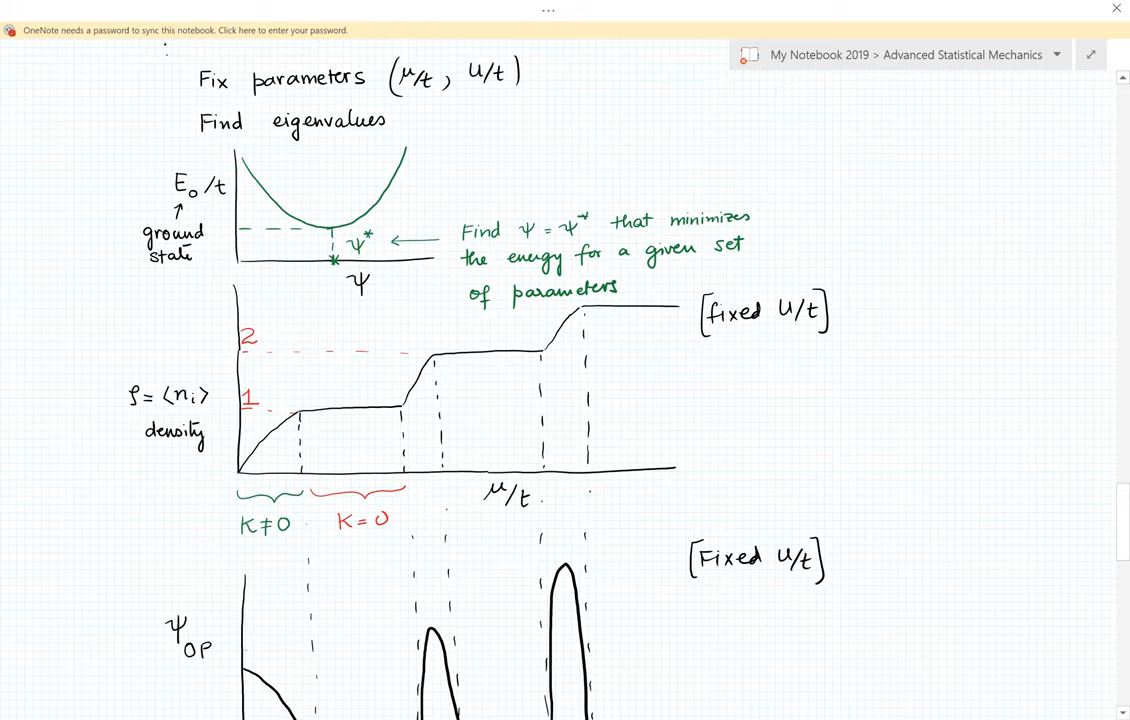 OneNote needs a password to sync this notebook. Click here to enter your password.
My Notebook 2019 > Advanced Statistical Mechanics
Fix parameters (μ/t, U/t)
Find eigenvalues
E₀/t
ground
state
ψ*
ψ
Find ψ = ψ* that minimizes
the energy for a given set
of parameters
[fixed U/t]
2
1
ρ = ⟨nᵢ⟩
density
μ/t
K ≠ 0
K = 0
[Fixed U/t]
ψ
OP